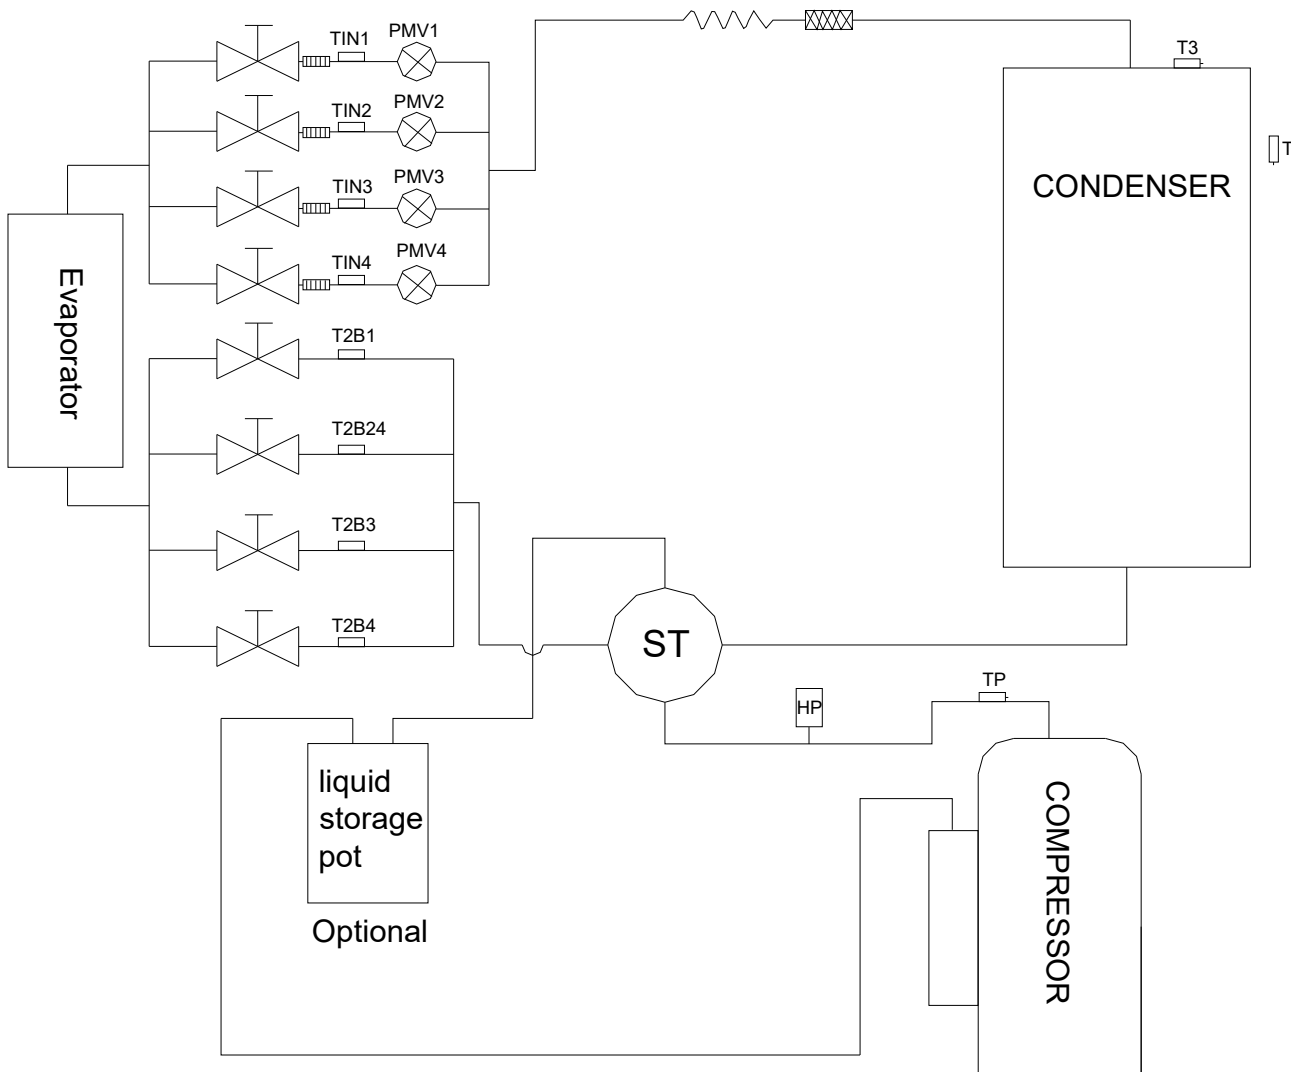 PMV1
TIN1
T3
PMV2
TIN2
T
CONDENSER
PMV3
TIN3
PMV4
TIN4
Evaporator
T2B1
T2B24
T2B3
T2B4
ST
TP
HP
liquid
storage
pot
Optional
COMPRESSOR